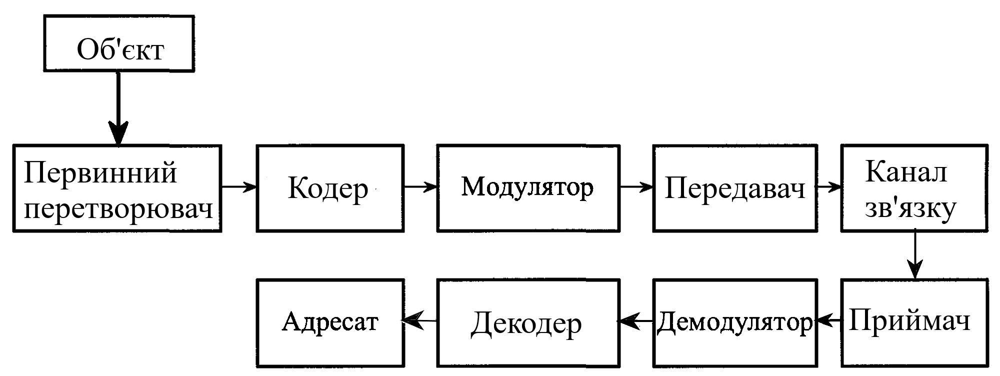 Об'єкт
Первинний
перетворювач
Кодер
Модулятор
Передавач
Канал
зв'язку
Адресат
Декодер
Демодулятор
Приймач